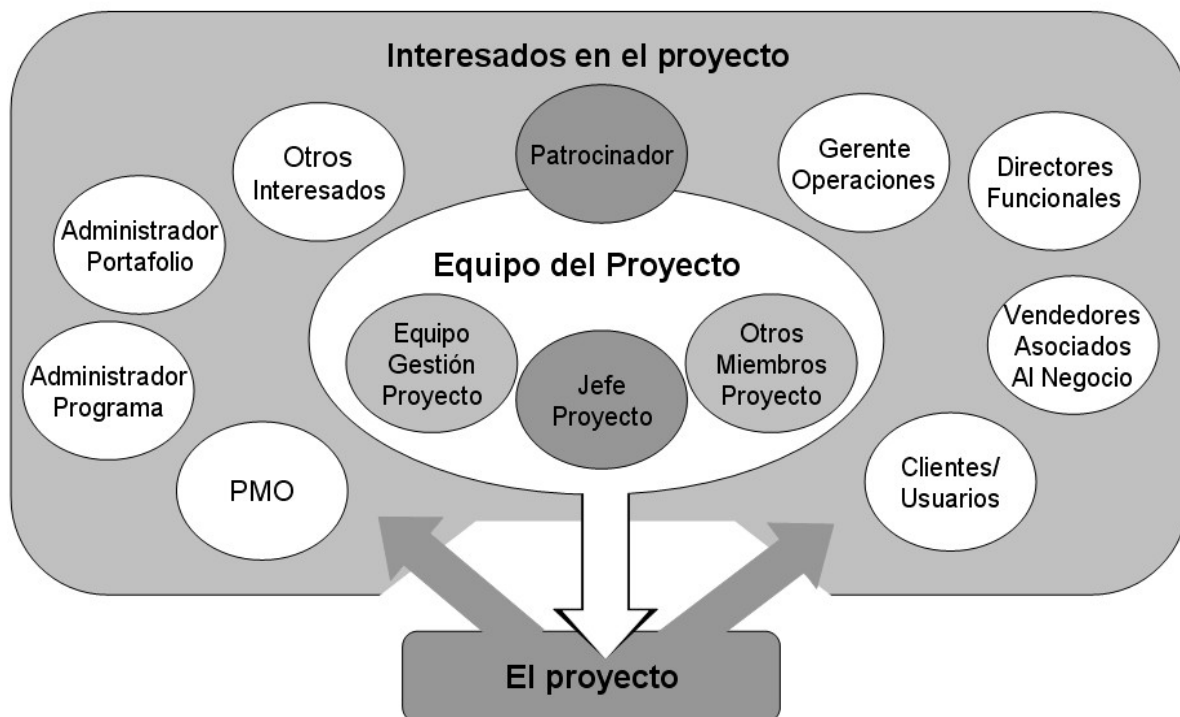 Interesados en el proyecto
Patrocinador
Otros
Interesados
Gerente
Operaciones
Directores
Funcionales
Administrador
Portafolio
Equipo del Proyecto
Vendedores
Asociados
Al Negocio
Equipo
Gestión
Proyecto
Jefe
Proyecto
Otros
Miembros
Proyecto
Administrador
Programa
PMO
Clientes/
Usuarios
El proyecto